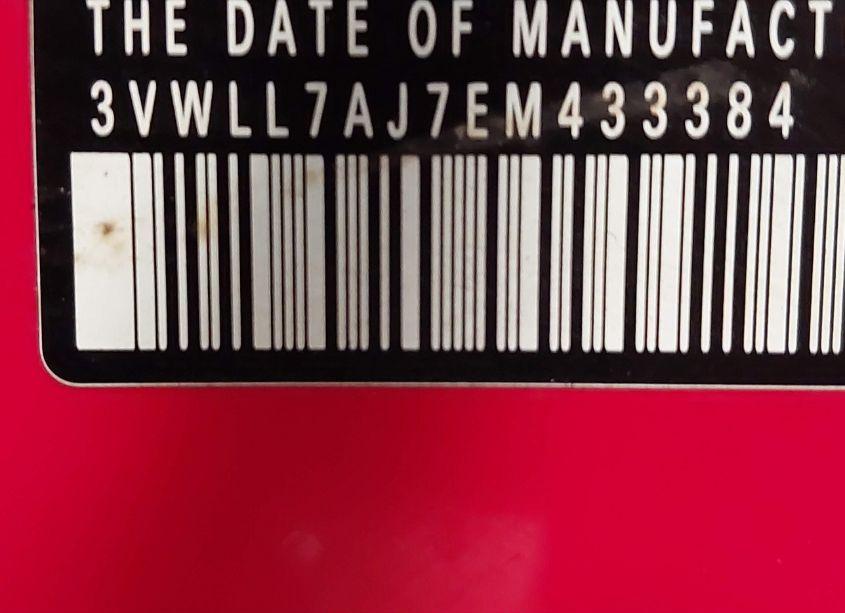 THE DATE OF MANUFACT
3VWLL7AJ7EM433384